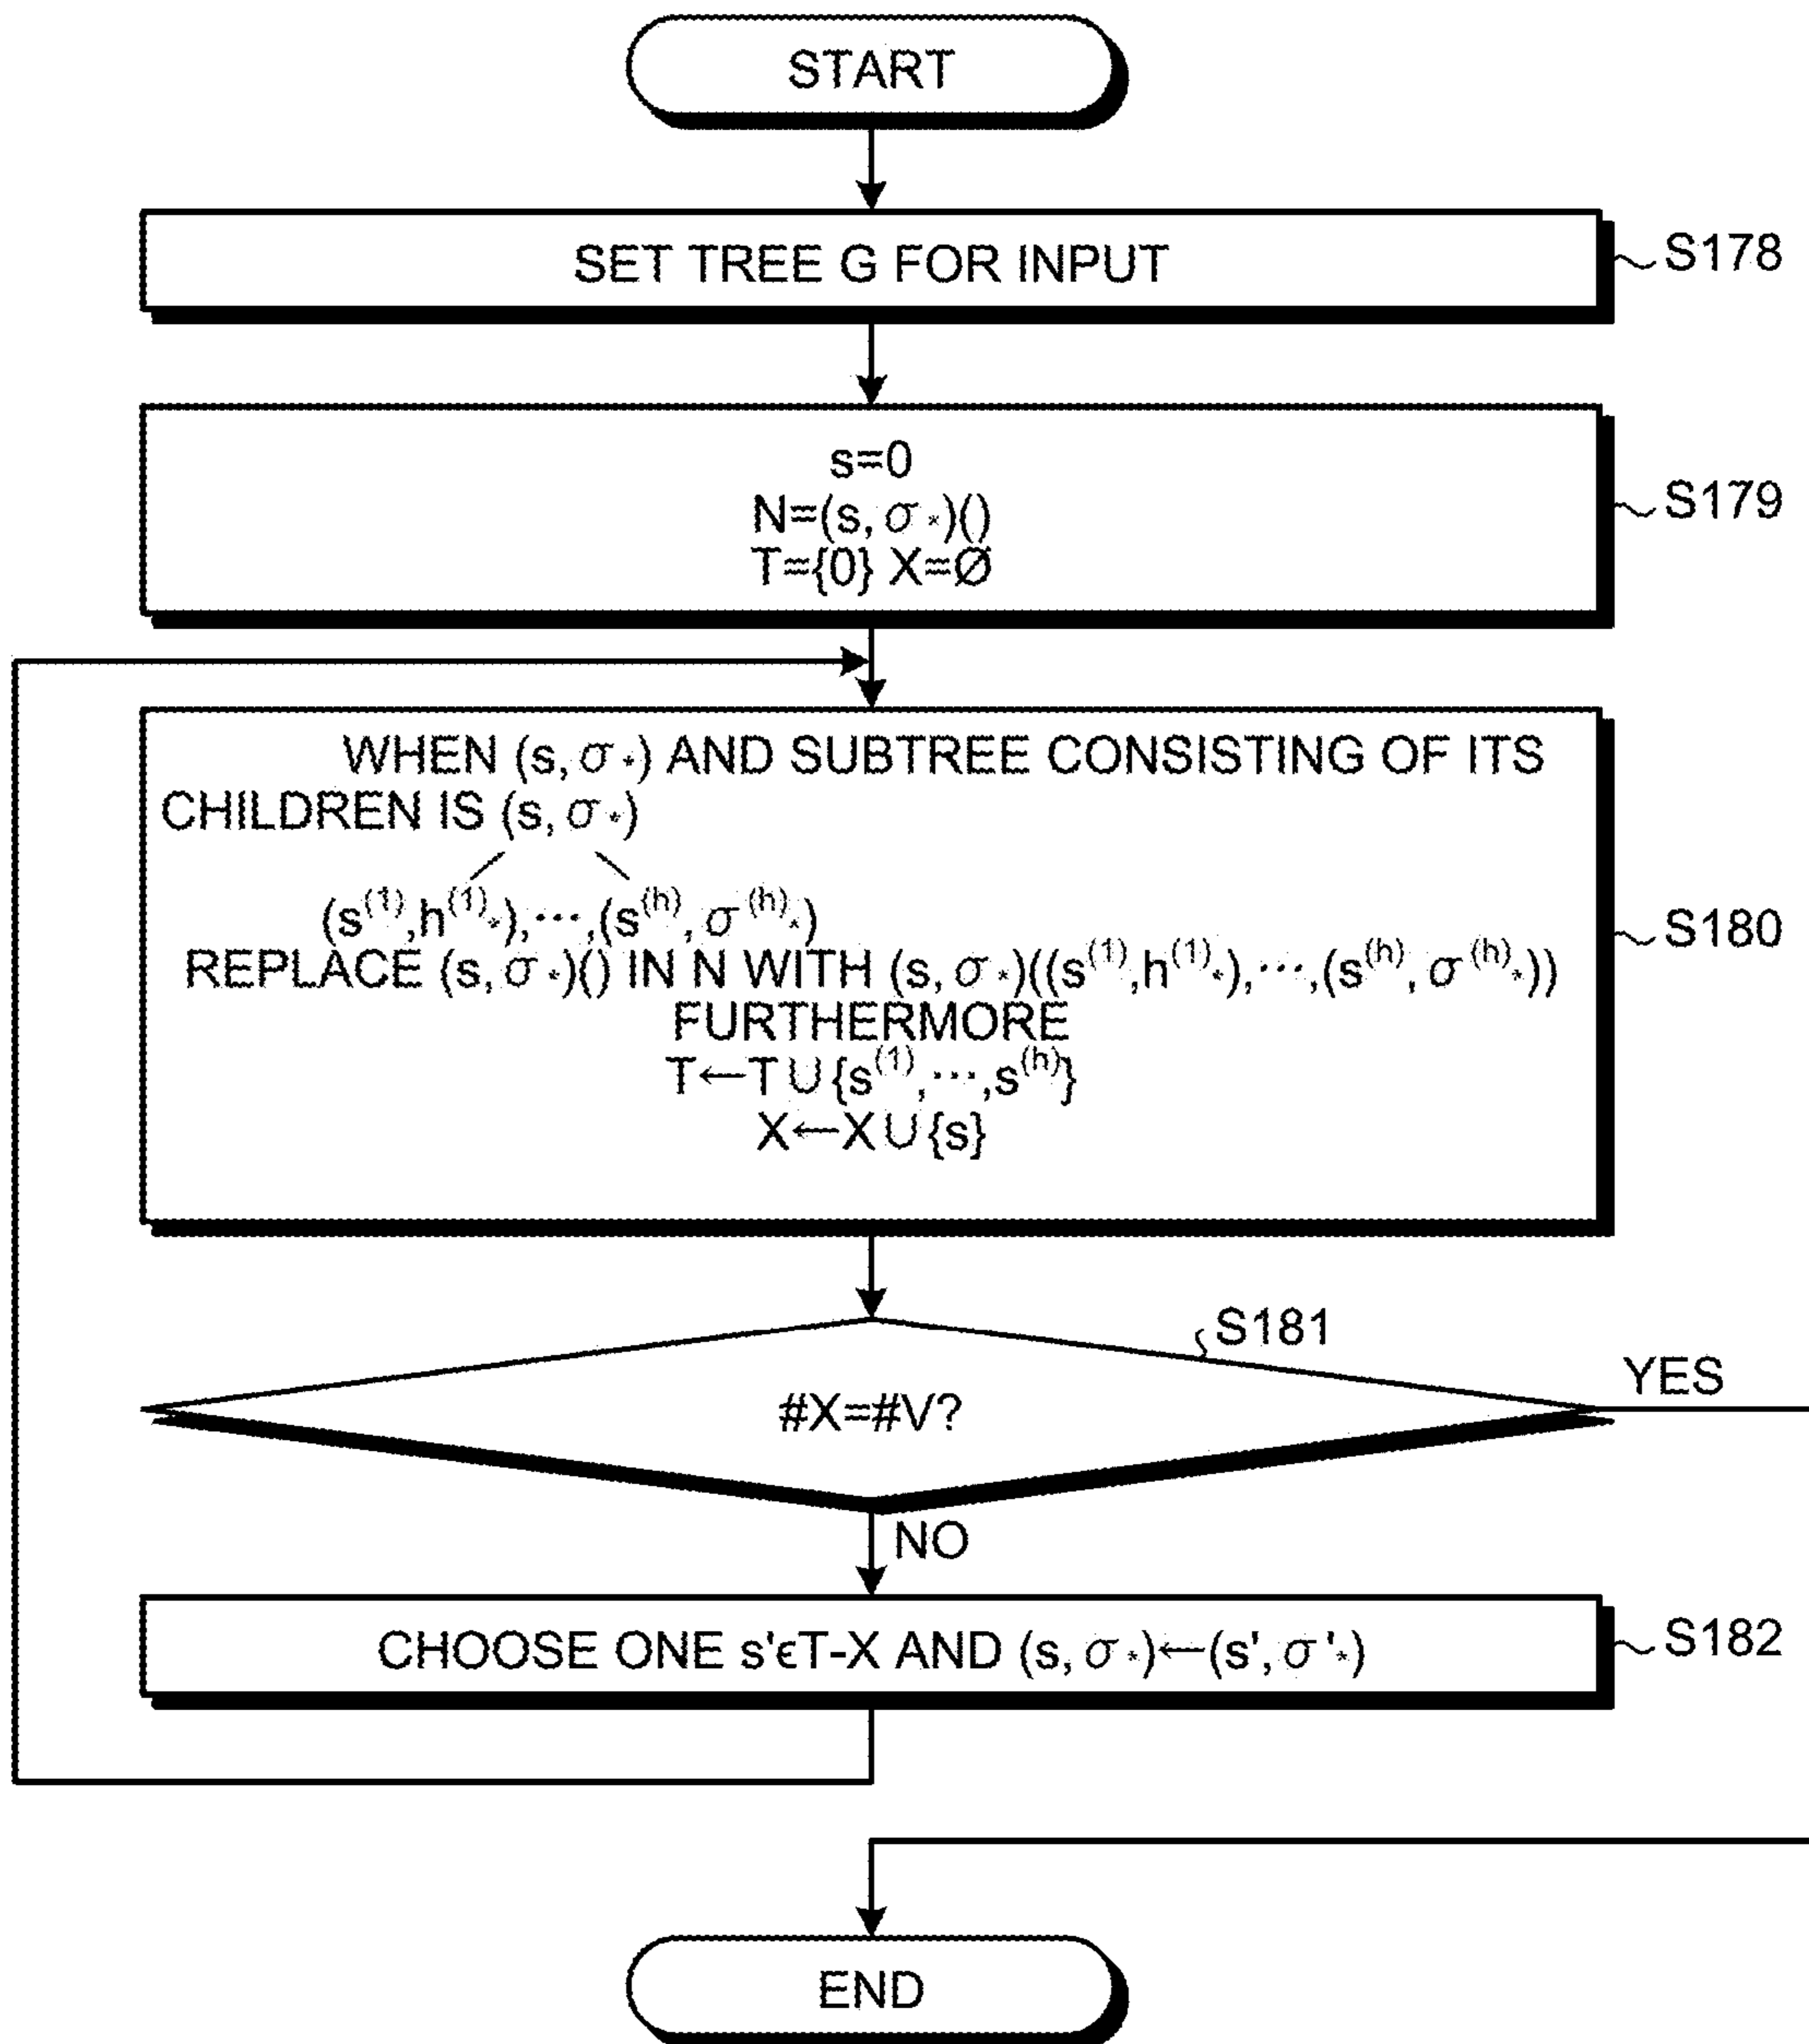 START
SET TREE G FOR INPUT
S178
s=0
N=(s, σ*)()
T={0} X=Ø
S179
WHEN (s, σ*) AND SUBTREE CONSISTING OF ITS
CHILDREN IS (s, σ*)
(s^(1),h^(1)*),⋯,(s^(h), σ^(h)*)
REPLACE (s, σ*)() IN N WITH (s, σ*)((s^(1),h^(1)*),⋯,(s^(h), σ^(h)*))
FURTHERMORE
T←T∪{s^(1),⋯,s^(h)}
X←X∪{s}
S180
S181
#X=#V?
YES
NO
CHOOSE ONE s'ϵT-X AND (s, σ*)←(s', σ'*)
S182
END